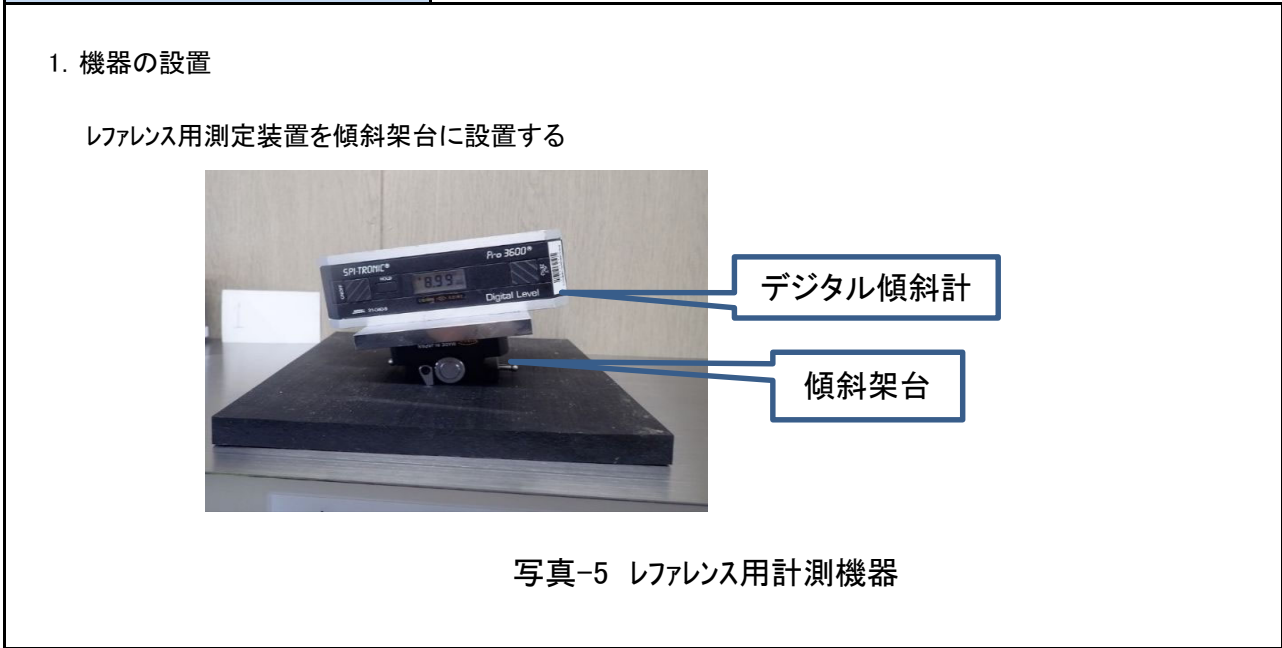 1. 機器の設置
レファレンス用測定装置を傾斜架台に設置する
SPI-TRONIC®
Pro 3600®
HOLD
8.99
Digital Level
デジタル傾斜計
傾斜架台
写真-5 レファレンス用計測機器